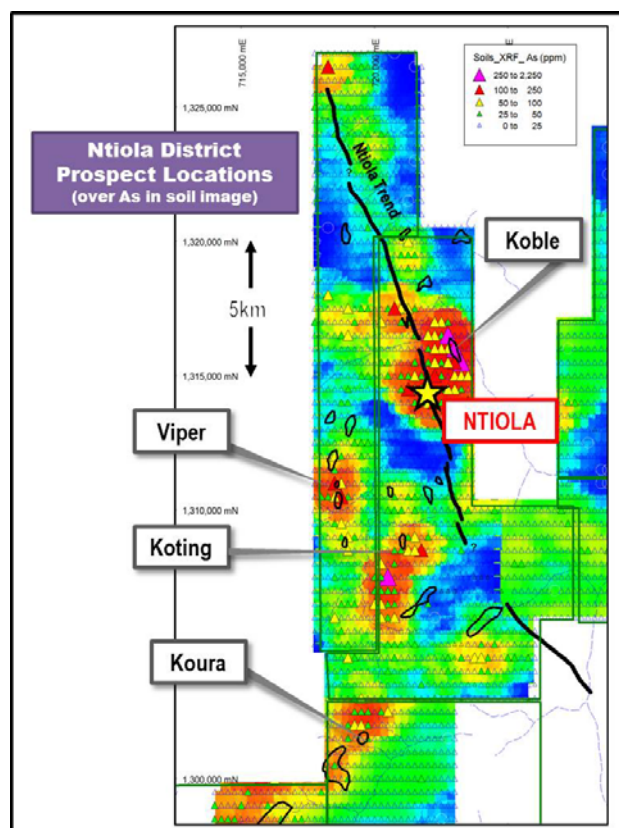 715,000 mE
720,000 mE
Soils_XRF_As (ppm)
250 to 2,250
100 to 250
50 to 100
25 to 50
0 to 25
1,325,000 mN
Ntiola District
Prospect Locations
(over As in soil image)
Ntiola Trend
1,320,000 mN
Koble
5km
1,315,000 mN
NTIOLA
Viper
1,310,000 mN
Koting
Koura
1,300,000 mN